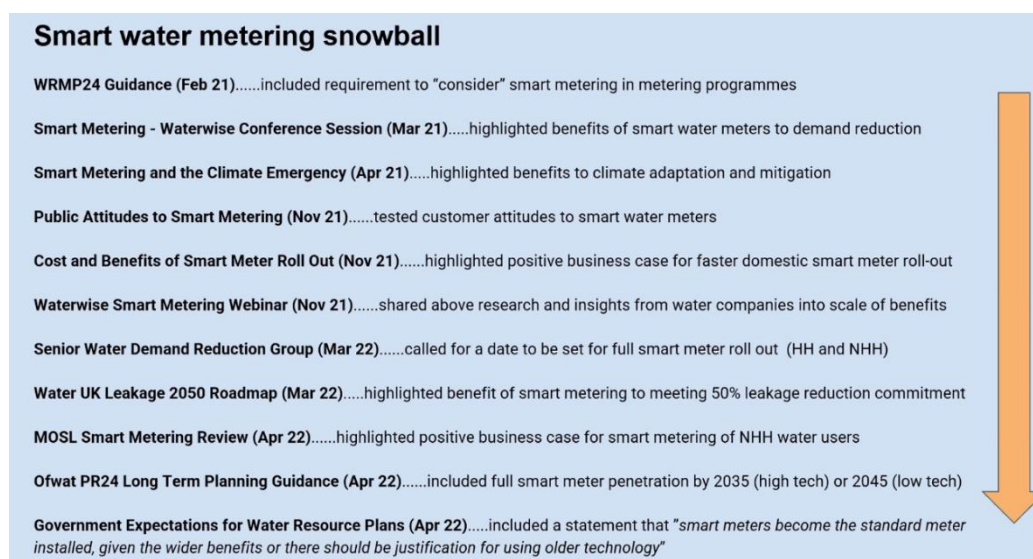 Smart water metering snowball
WRMP24 Guidance (Feb 21)......included requirement to "consider" smart metering in metering programmes
Smart Metering - Waterwise Conference Session (Mar 21).....highlighted benefits of smart water meters to demand reduction
Smart Metering and the Climate Emergency (Apr 21).....highlighted benefits to climate adaptation and mitigation
Public Attitudes to Smart Metering (Nov 21)......tested customer attitudes to smart water meters
Cost and Benefits of Smart Meter Roll Out (Nov 21)......highlighted positive business case for faster domestic smart meter roll-out
Waterwise Smart Metering Webinar (Nov 21)......shared above research and insights from water companies into scale of benefits
Senior Water Demand Reduction Group (Mar 22)......called for a date to be set for full smart meter roll out (HH and NHH)
Water UK Leakage 2050 Roadmap (Mar 22).....highlighted benefit of smart metering to meeting 50% leakage reduction commitment
MOSL Smart Metering Review (Apr 22)......highlighted positive business case for smart metering of NHH water users
Ofwat PR24 Long Term Planning Guidance (Apr 22)......included full smart meter penetration by 2035 (high tech) or 2045 (low tech)
Government Expectations for Water Resource Plans (Apr 22).....included a statement that "smart meters become the standard meter
installed, given the wider benefits or there should be justification for using older technology"